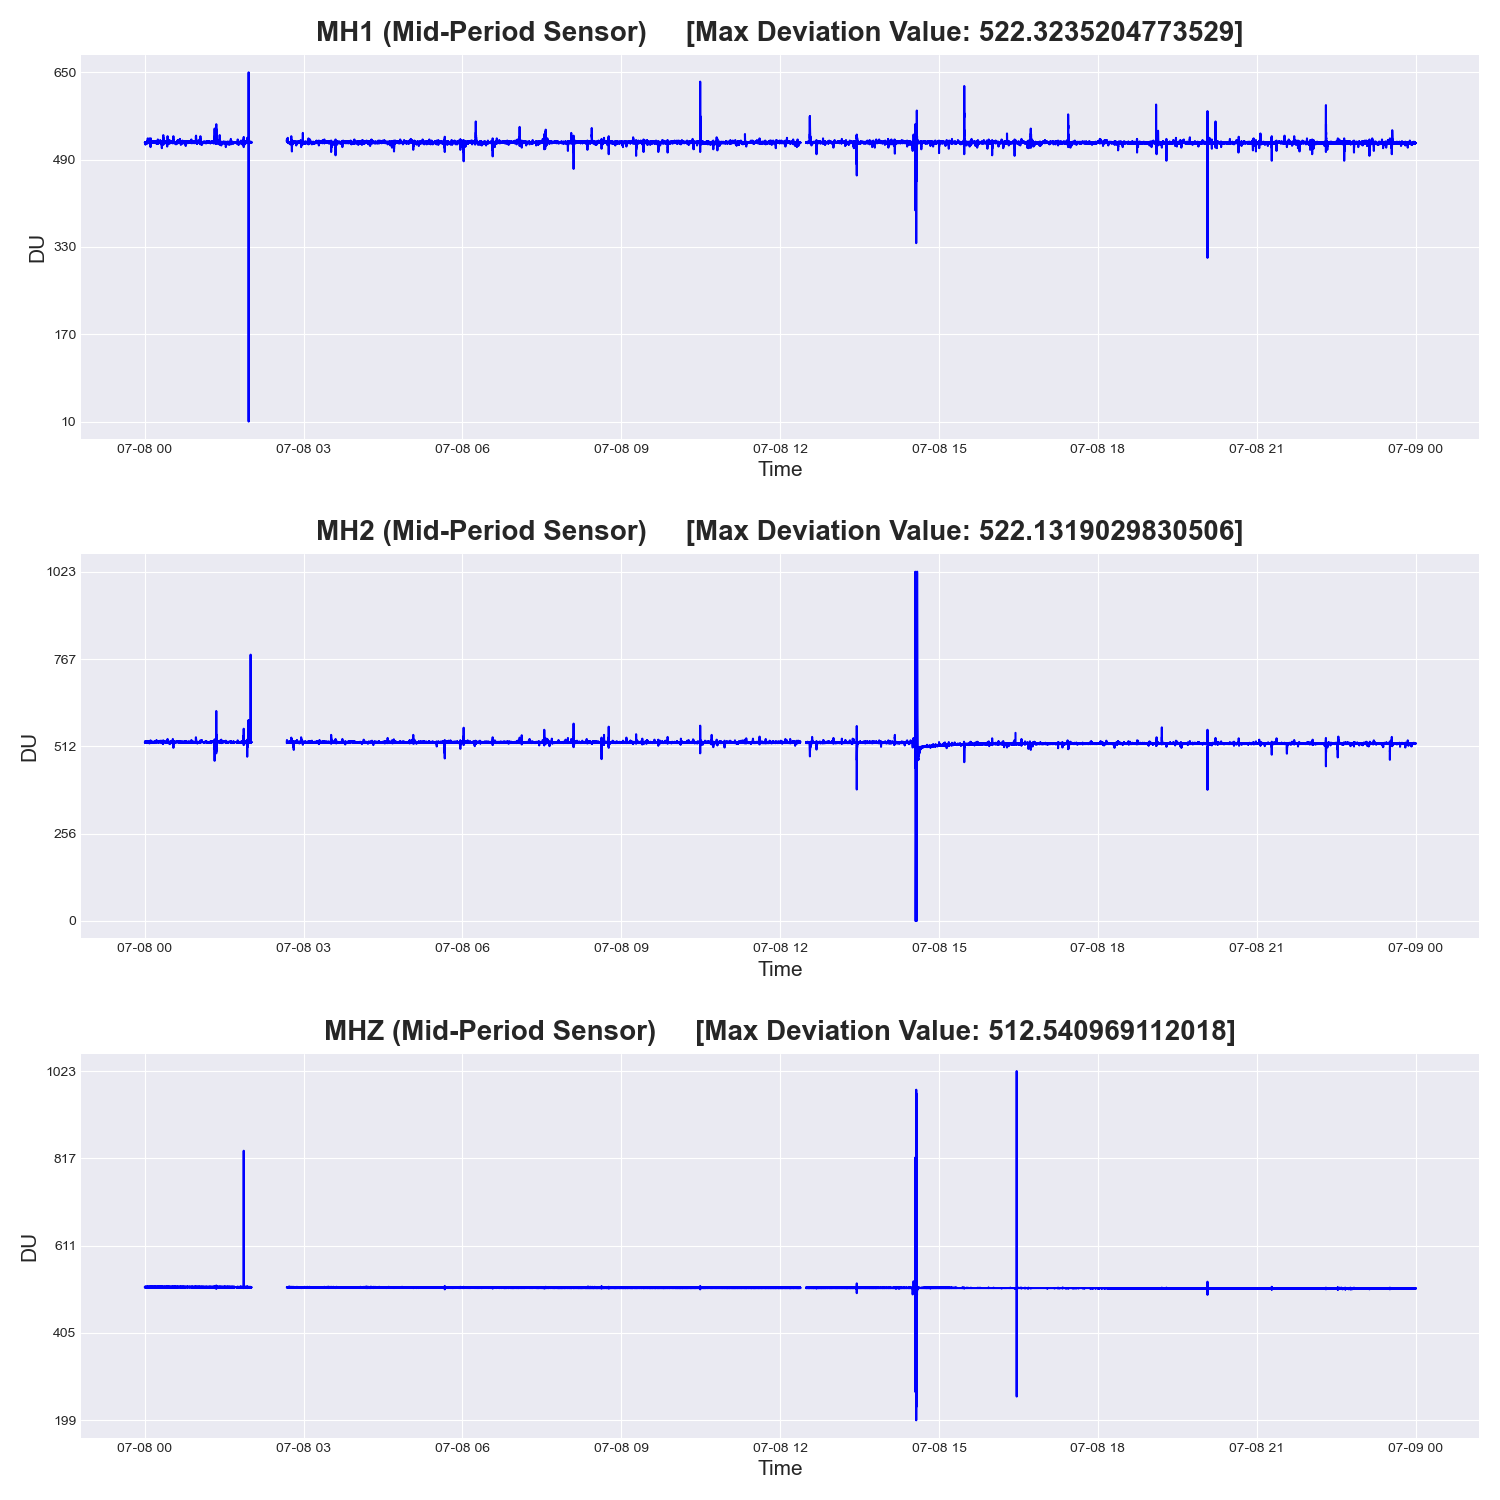 MH1 (Mid-Period Sensor) [Max Deviation Value: 522.3235204773529]
650
490
330
170
10
DU
07-08 00 07-08 03 07-08 06 07-08 09 07-08 12 07-08 15 07-08 18 07-08 21 07-09 00
Time
MH2 (Mid-Period Sensor) [Max Deviation Value: 522.1319029830506]
1023
767
512
256
0
DU
07-08 00 07-08 03 07-08 06 07-08 09 07-08 12 07-08 15 07-08 18 07-08 21 07-09 00
Time
MHZ (Mid-Period Sensor) [Max Deviation Value: 512.540969112018]
1023
817
611
405
199
DU
07-08 00 07-08 03 07-08 06 07-08 09 07-08 12 07-08 15 07-08 18 07-08 21 07-09 00
Time